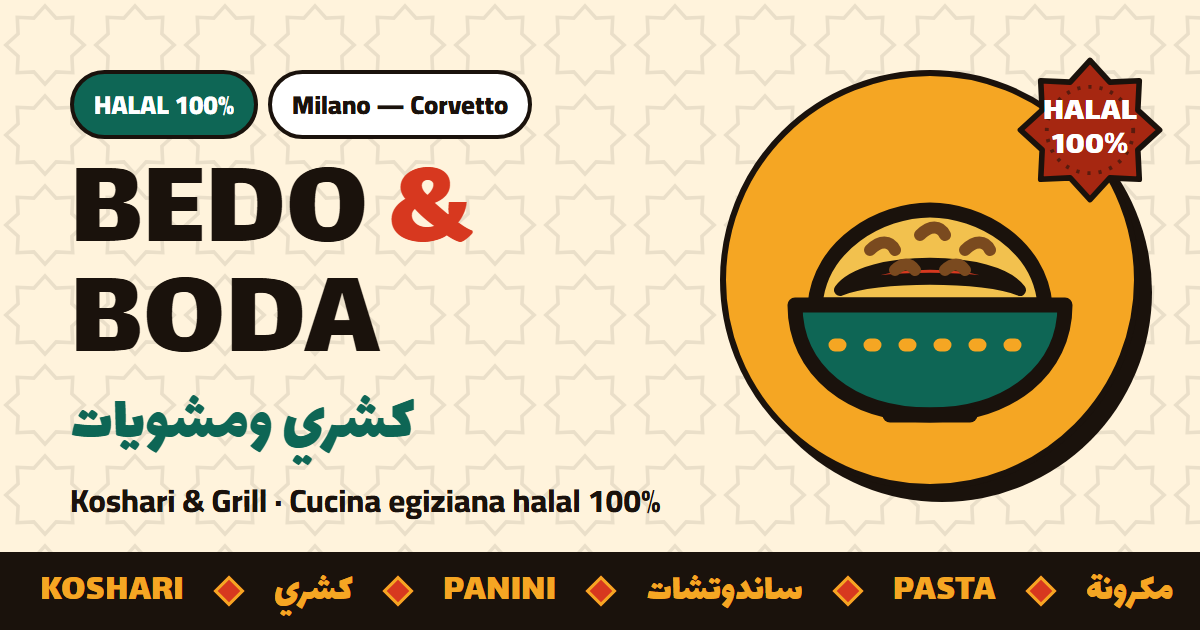 HALAL 100%
Milano — Corvetto
BEDO &
BODA
كشري ومشويات
Koshari & Grill · Cucina egiziana halal 100%
HALAL
100%
KOSHARI ◆ كشري ◆ PANINI ◆ ساندوتشات ◆ PASTA ◆ مكرونة